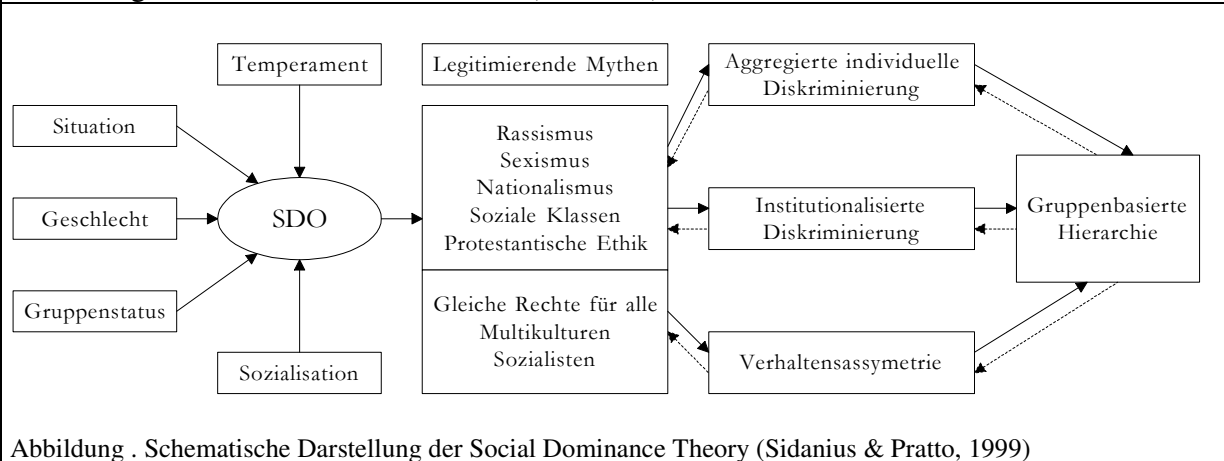 Temperament
Legitimierende Mythen
Aggregierte individuelle
Diskriminierung
Situation
Rassismus
Sexismus
Nationalismus
Soziale Klassen
Protestantische Ethik
Geschlecht
SDO
Institutionalisierte
Diskriminierung
Gruppenbasierte
Hierarchie
Gruppenstatus
Gleiche Rechte für alle
Multikulturen
Sozialisten
Sozialisation
Verhaltensassymetrie
Abbildung . Schematische Darstellung der Social Dominance Theory (Sidanius & Pratto, 1999)